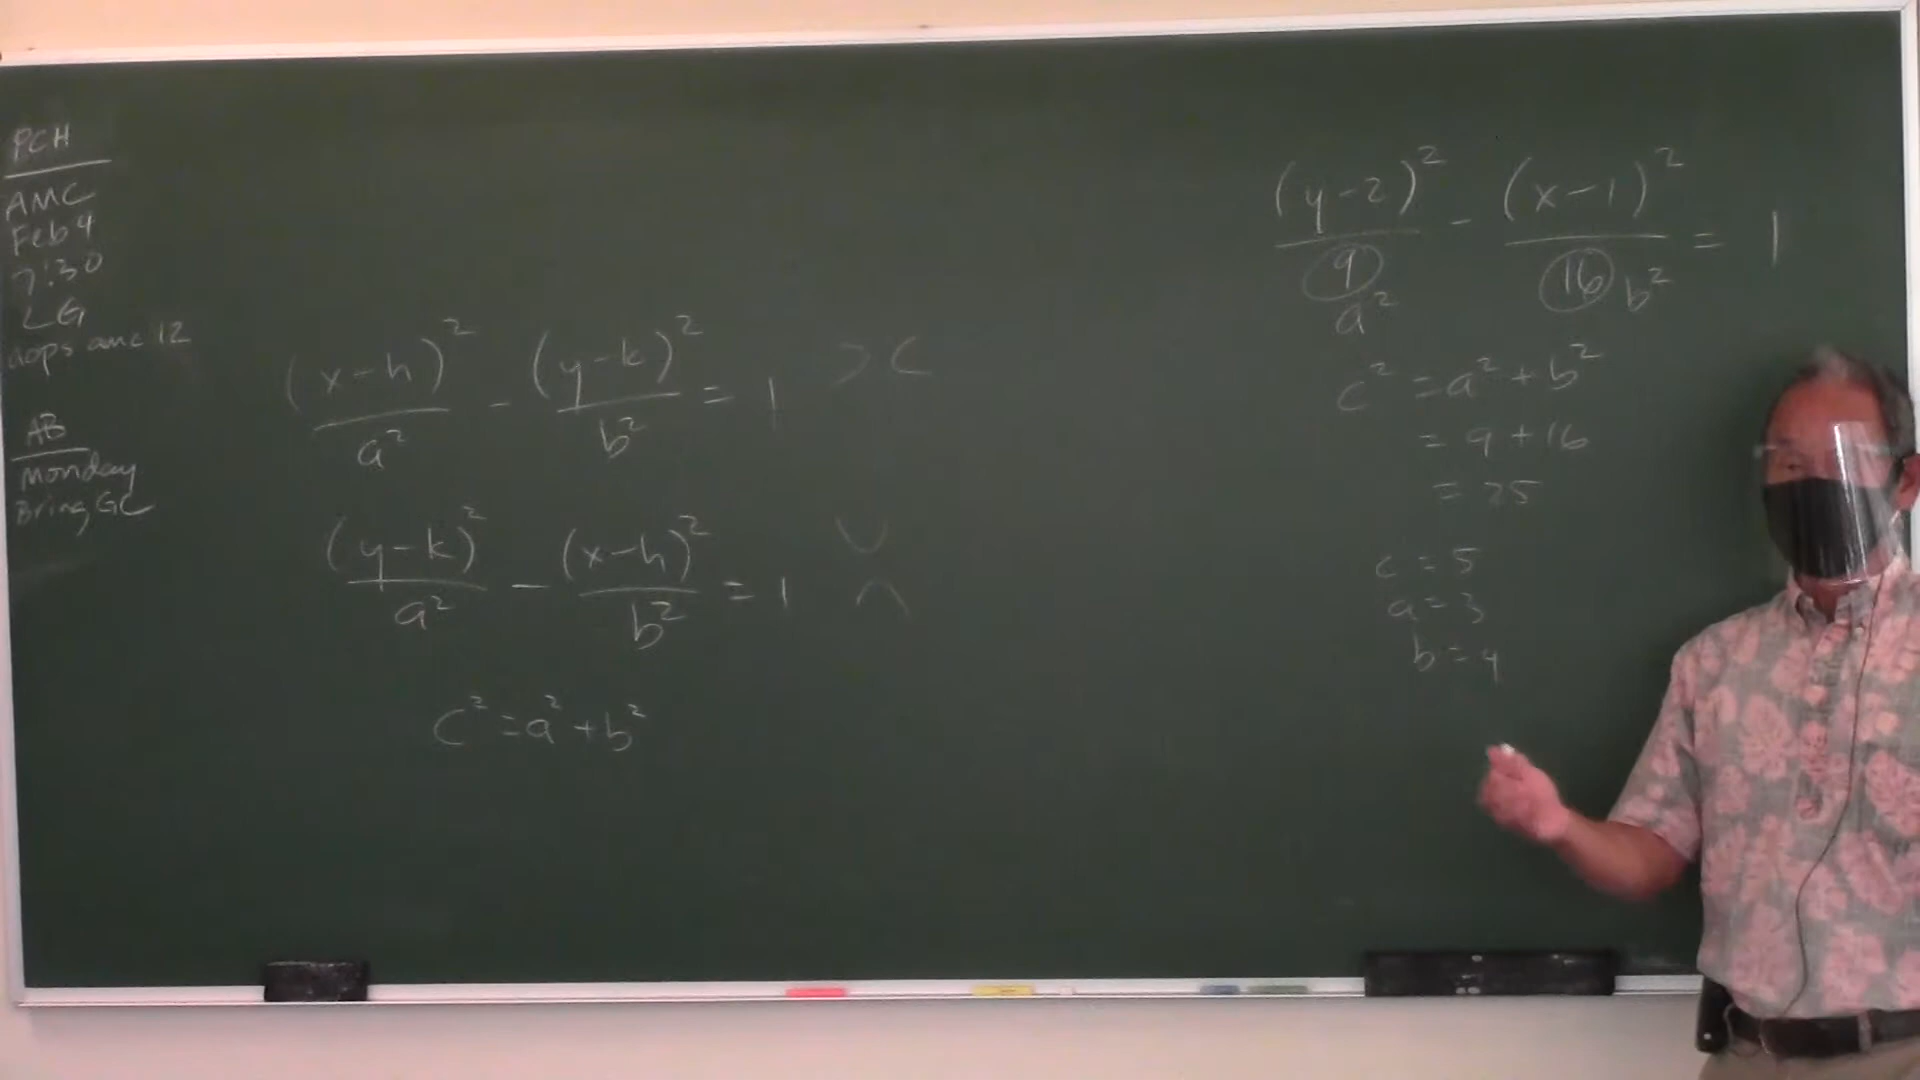 PCH
AMC
Feb 4
7:30
LG
aops amc 12
AB
Monday
Bring GC
(x-h)²/a² - (y-k)²/b² = 1
(y-k)²/a² - (x-h)²/b² = 1
c² = a² + b²
(y-2)²/9 - (x-1)²/16 = 1
a² b²
c² = a² + b²
= 9 + 16
= 25
c = 5
a = 3
b = 4